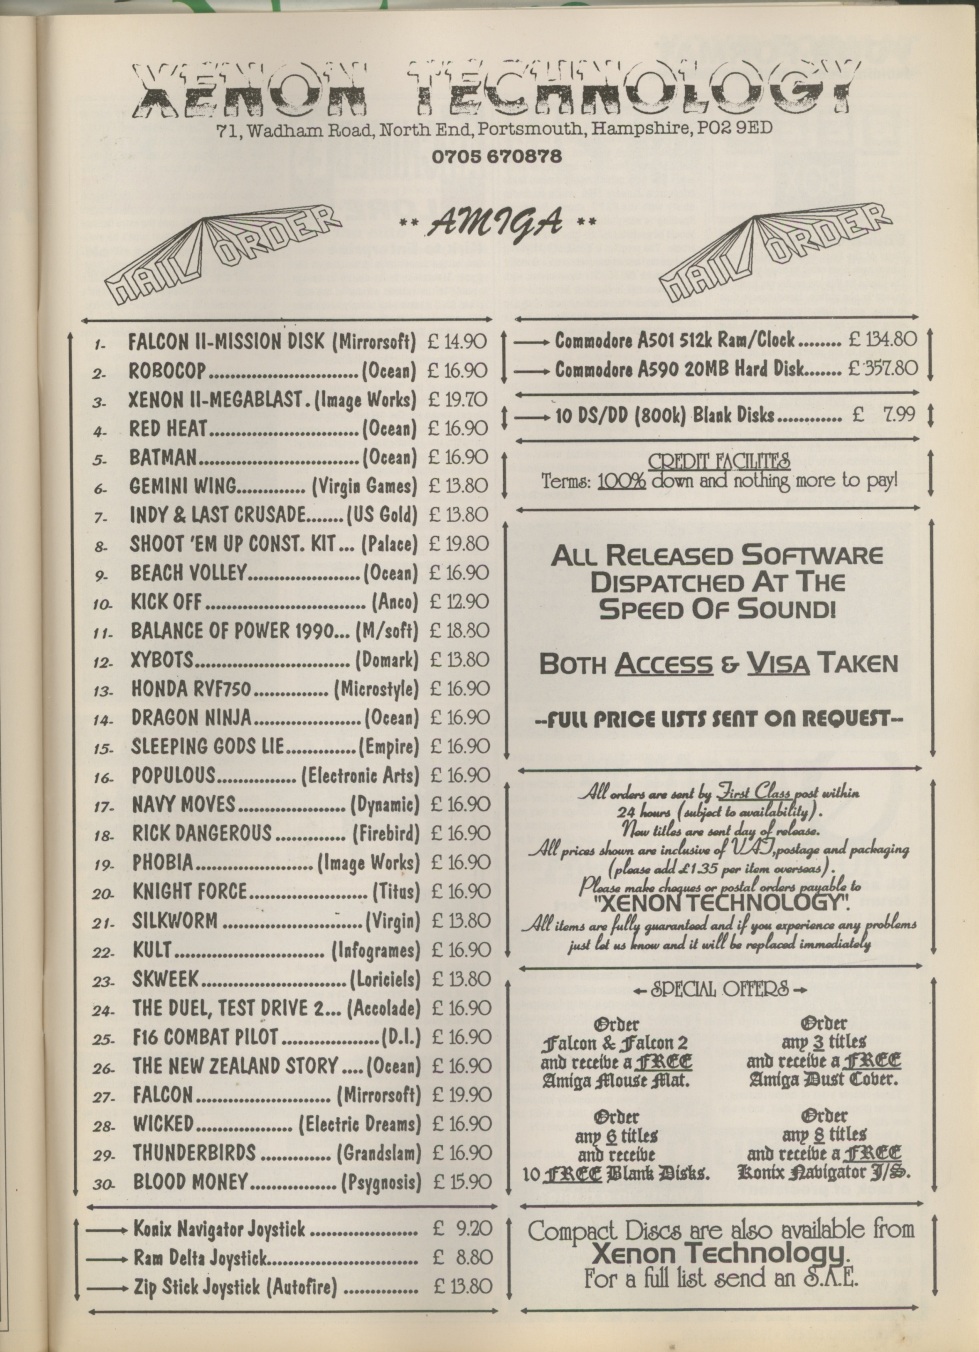 XENON TECHNOLOGY
71, Wadham Road, North End, Portsmouth, Hampshire, PO2 9ED
0705 670878
MAIL ORDER
** AMIGA **
MAIL ORDER
1- FALCON II-MISSION DISK (Mirrorsoft) £ 14.90
2- ROBOCOP..............................(Ocean) £ 16.90
3- XENON II-MEGABLAST.(Image Works) £ 19.70
4- RED HEAT..............................(Ocean) £ 16.90
5- BATMAN................................(Ocean) £ 16.90
6- GEMINI WING............. (Virgin Games) £ 13.80
7- INDY & LAST CRUSADE.......(US Gold) £ 13.80
8- SHOOT 'EM UP CONST. KIT... (Palace) £ 19.80
9- BEACH VOLLEY......................(Ocean) £ 16.90
10- KICK OFF................................ (Anco) £ 12.90
11- BALANCE OF POWER 1990... (M/soft) £ 18.80
12- XYBOTS............................... (Domark) £ 13.80
13- HONDA RVF750............... (Microstyle) £ 16.90
14- DRAGON NINJA.....................(Ocean) £ 16.90
15- SLEEPING GODS LIE..............(Empire) £ 16.90
16- POPULOUS................ (Electronic Arts) £ 16.90
17- NAVY MOVES...................... (Dynamic) £ 16.90
18- RICK DANGEROUS.............. (Firebird) £ 16.90
19- PHOBIA........................(Image Works) £ 16.90
20- KNIGHT FORCE........................(Titus) £ 16.90
21- SILKWORM ............................(Virgin) £ 13.80
22- KULT.............................. (Infogrames) £ 16.90
23- SKWEEK.............................(Loriciels) £ 13.80
24- THE DUEL, TEST DRIVE 2... (Accolade) £ 16.90
25- F16 COMBAT PILOT...................(D.I.) £ 16.90
26- THE NEW ZEALAND STORY....(Ocean) £ 16.90
27- FALCON............................ (Mirrorsoft) £ 19.90
28- WICKED................... (Electric Dreams) £ 16.90
29- THUNDERBIRDS .............. (Grandslam) £ 16.90
30- BLOOD MONEY................. (Psygnosis) £ 15.90
Konix Navigator Joystick ...................... £ 9.20
Ram Delta Joystick............................... £ 8.80
Zip Stick Joystick (Autofire) ............... £ 13.80
Commodore A501 512k Ram/Clock........ £ 134.80
Commodore A590 20MB Hard Disk....... £ 357.80
10 DS/DD (800k) Blank Disks............ £ 7.99
CREDIT FACILITES
Terms: 100% down and nothing more to pay!
ALL RELEASED SOFTWARE
DISPATCHED AT THE
SPEED OF SOUND!
BOTH ACCESS & VISA TAKEN
--FULL PRICE LISTS SENT ON REQUEST--
All orders are sent by First Class post within
24 hours (subject to availability).
New titles are sent day of release.
All prices shown are inclusive of VAT, postage and packaging
(please add £1.35 per item overseas).
Please make cheques or postal orders payable to
"XENON TECHNOLOGY".
All items are fully guaranteed and if you experience any problems
just let us know and it will be replaced immediately
SPECIAL OFFERS
Order
Falcon & Falcon 2
and receive a FREE
Amiga Mouse Mat.
Order
any 3 titles
and receive a FREE
Amiga Dust Cover.
Order
any 6 titles
and receive
10 FREE Blank Disks.
Order
any 8 titles
and receive a FREE
Konix Navigator J/S.
Compact Discs are also available from
Xenon Technology.
For a full list send an S.A.E.